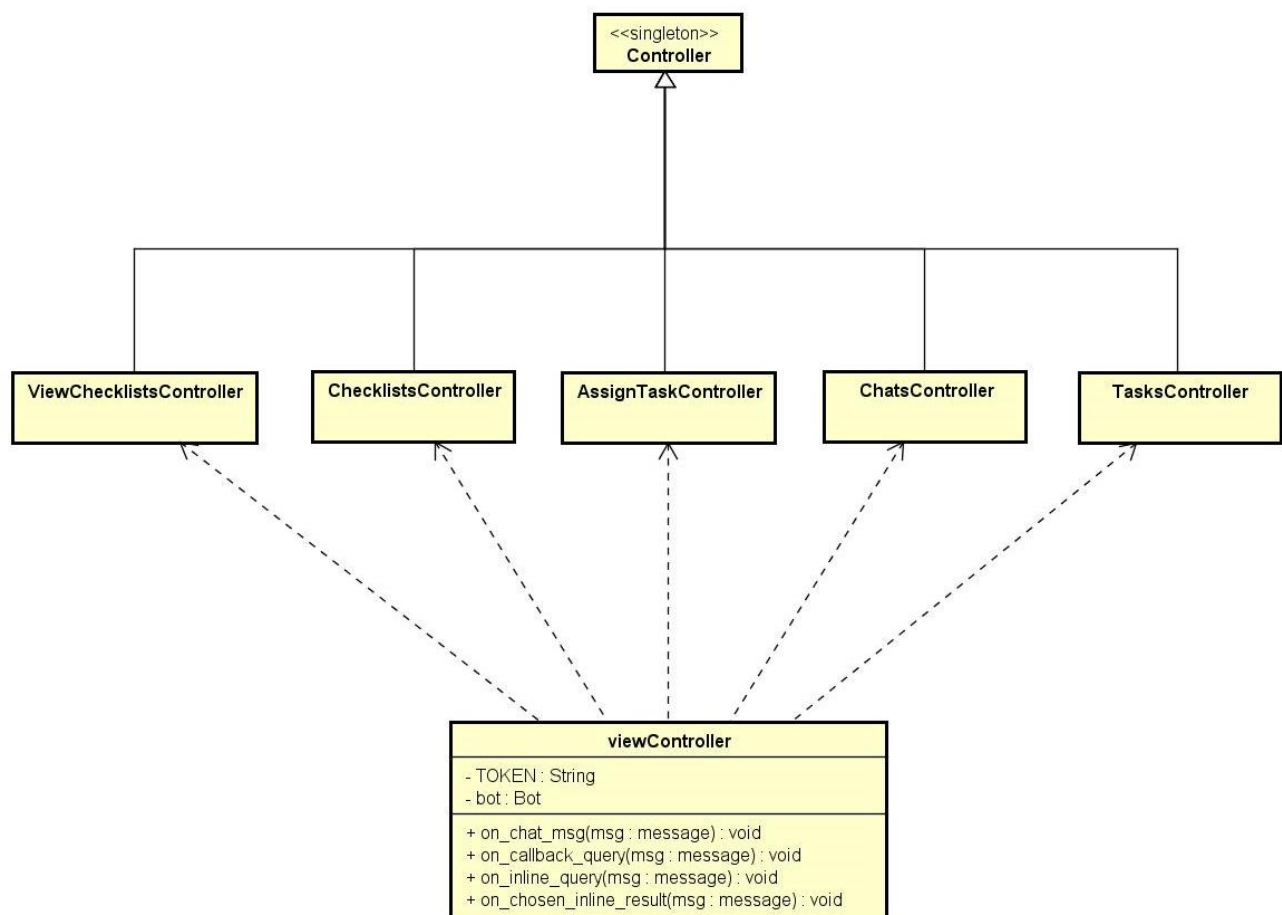 <<singleton>>
Controller
ViewChecklistsController
ChecklistsController
AssignTaskController
ChatsController
TasksController
viewController
- TOKEN : String
- bot : Bot
+ on_chat_msg(msg : message) : void
+ on_callback_query(msg : message) : void
+ on_inline_query(msg : message) : void
+ on_chosen_inline_result(msg : message) : void